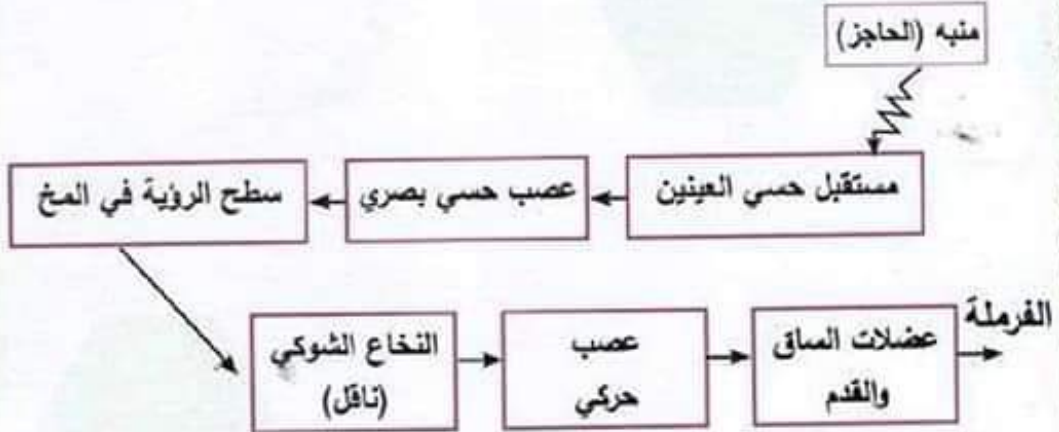 منبه (الحاجز)
مستقبل حسي العينين
عصب حسي بصري
سطح الرؤية في المخ
النخاع الشوكي
(ناقل)
عصب
حركي
عضلات الساق
والقدم
الفرملة